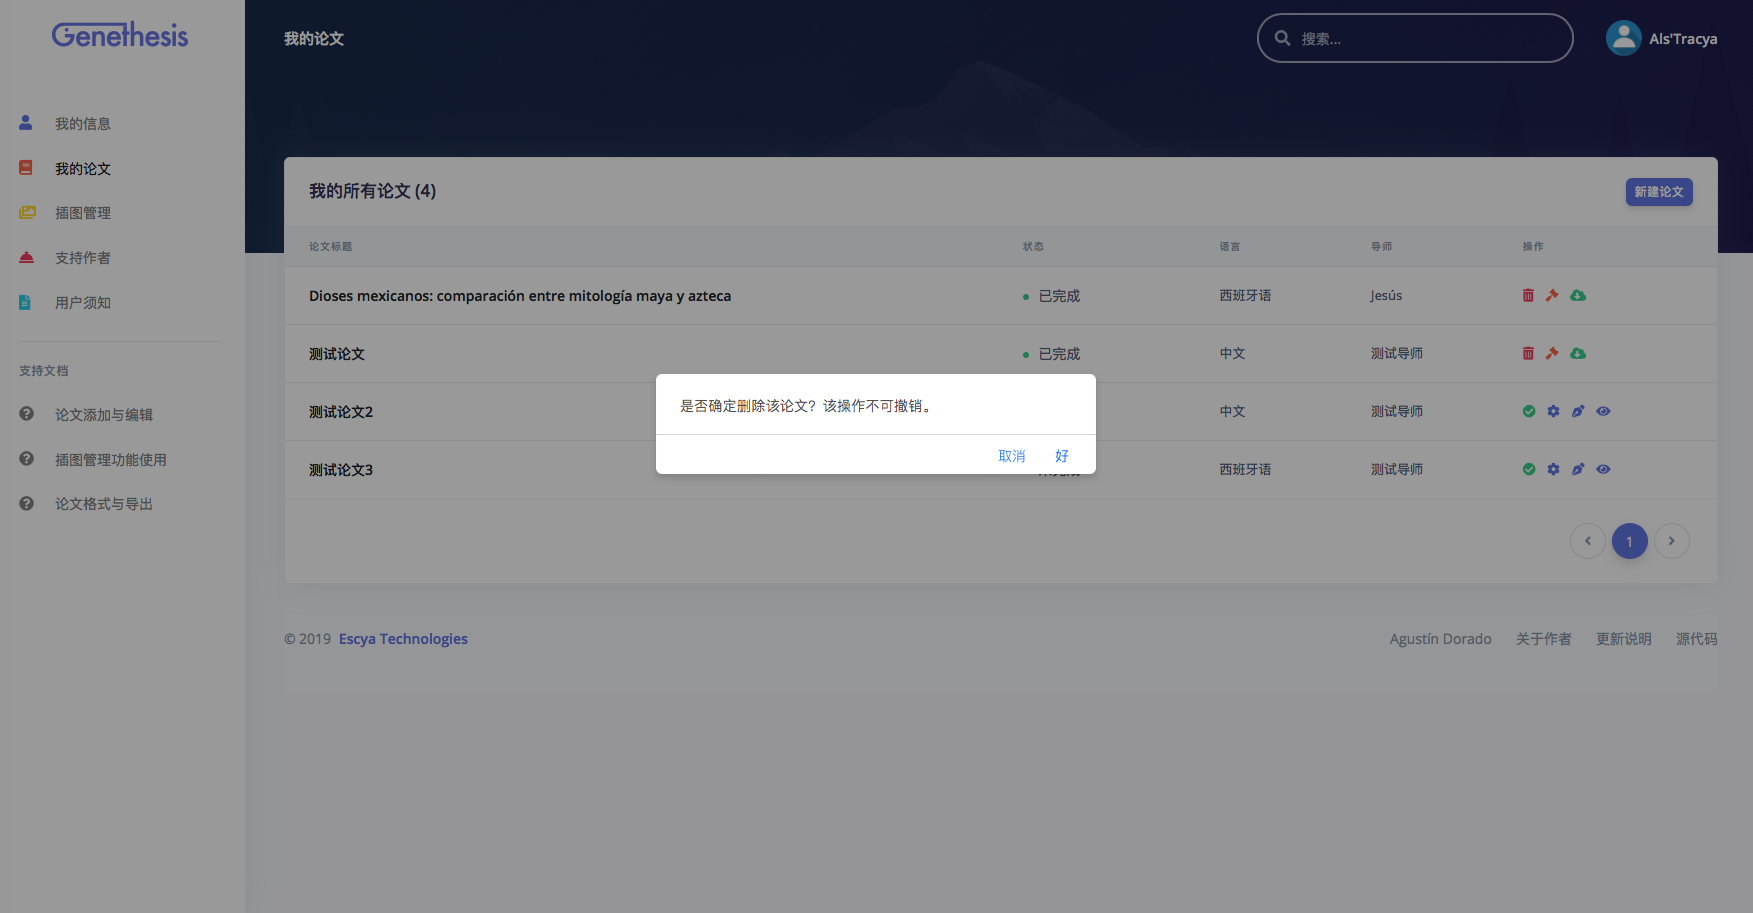 Genethesis
我的论文
搜索...
Als'Tracya
我的信息
我的论文
插图管理
支持作者
用户须知
支持文档
论文添加与编辑
插图管理功能使用
论文格式与导出
我的所有论文 (4)
新建论文
论文标题 状态 语言 导师 操作
Dioses mexicanos: comparación entre mitología maya y azteca 已完成 西班牙语 Jesús
测试论文 已完成 中文 测试导师
测试论文2 中文 测试导师
测试论文3 西班牙语 测试导师
是否确定删除该论文？该操作不可撤销。
取消 好
1
© 2019 Escya Technologies
Agustín Dorado 关于作者 更新说明 源代码